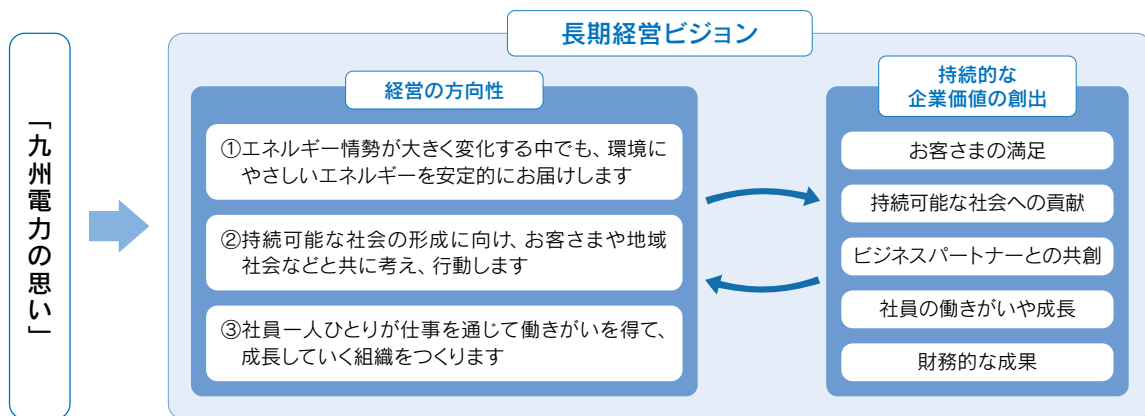 「九州電力の思い」
長期経営ビジョン
経営の方向性
①エネルギー情勢が大きく変化する中でも、環境に
やさしいエネルギーを安定的にお届けします
②持続可能な社会の形成に向け、お客さまや地域
社会などと共に考え、行動します
③社員一人ひとりが仕事を通じて働きがいを得て、
成長していく組織をつくります
持続的な
企業価値の創出
お客さまの満足
持続可能な社会への貢献
ビジネスパートナーとの共創
社員の働きがいや成長
財務的な成果